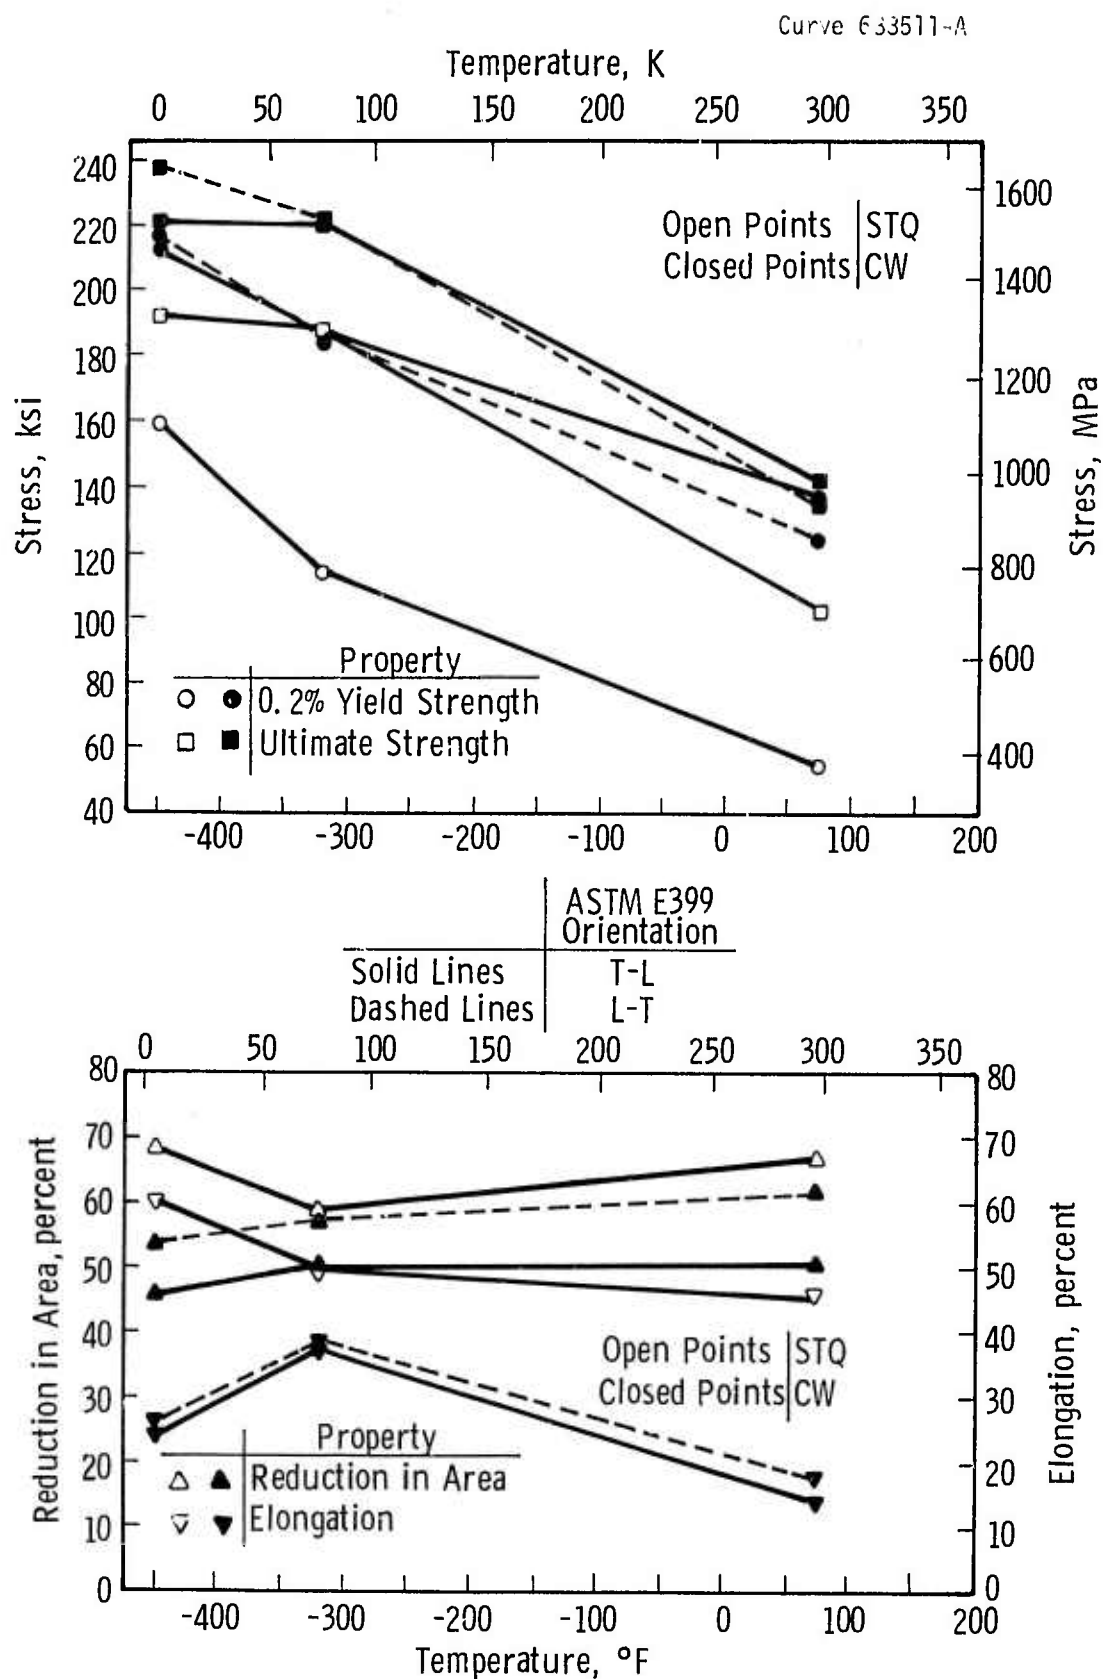 Curve 633511-A
Temperature, K
0 50 100 150 200 250 300 350
240
220
200
180
160
140
120
100
80
60
40
Stress, ksi
1600
1400
1200
1000
800
600
400
Stress, MPa
Open Points STQ
Closed Points CW
Property
0.2% Yield Strength
Ultimate Strength
-400 -300 -200 -100 0 100 200
ASTM E399
Orientation
Solid Lines T-L
Dashed Lines L-T
0 50 100 150 200 250 300 350
80
70
60
50
40
30
20
10
0
Reduction in Area, percent
80
70
60
50
40
30
20
10
0
Elongation, percent
Open Points STQ
Closed Points CW
Property
Reduction in Area
Elongation
-400 -300 -200 -100 0 100 200
Temperature, °F